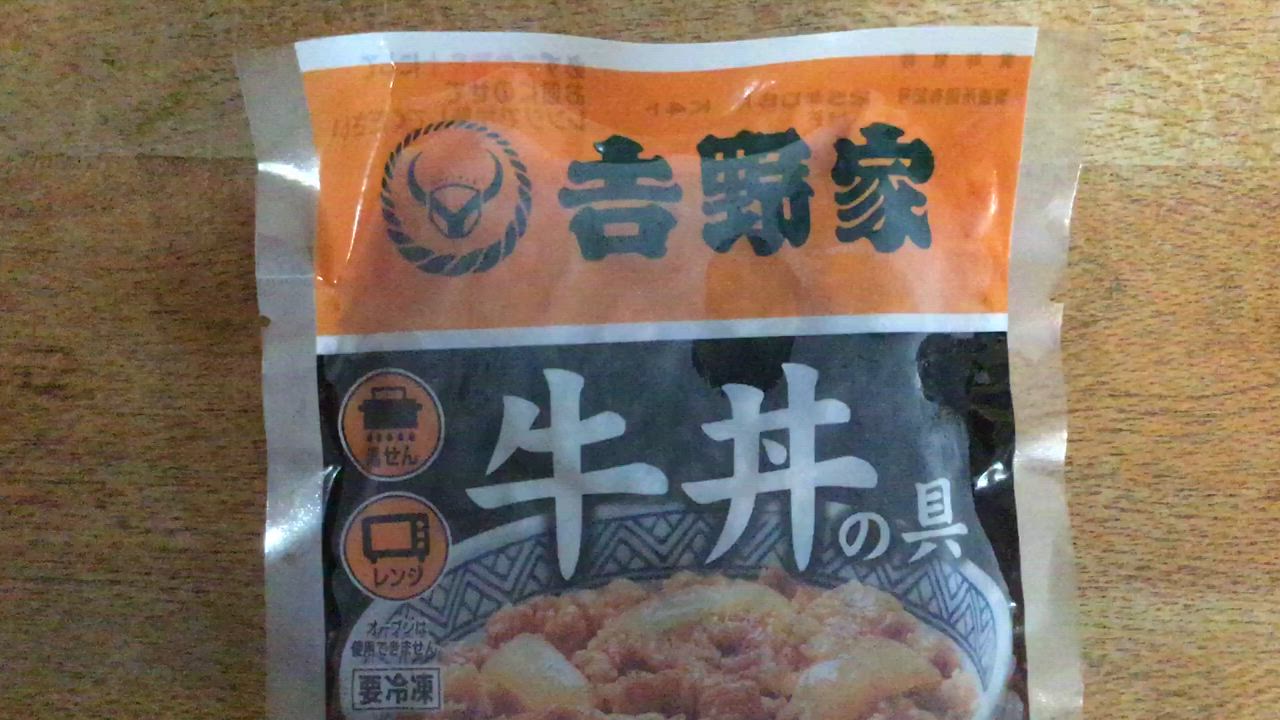 吉野家
牛丼の具
湯せん
レンジ
オーブンは
使用できません
要冷凍